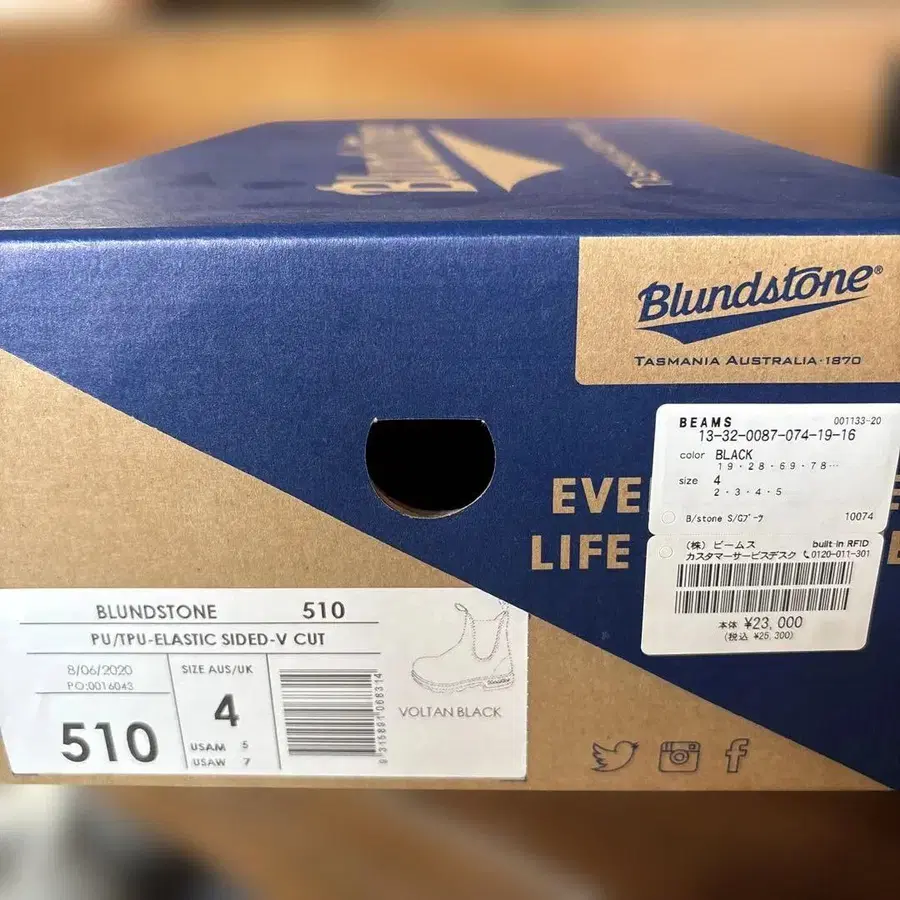 Blundstone®
TASMANIA AUSTRALIA·1870
EVE
LIFE
BEAMS 001133-20
13-32-0087-074-19-16
color BLACK
19・28・69・78…
size 4
2・3・4・5
B/stone S/Gブーツ 10074
(株) ビームス built-in RFID
カスタマーサービスデスク 0120-011-301
本体 ¥23,000
(税込 ¥25,300)
BLUNDSTONE 510
PU/TPU-ELASTIC SIDED-V CUT
8/06/2020
PO:0016043
510
SIZE AUS/UK
4
USAM 5
USAW 7
9315891068314
VOLTAN BLACK